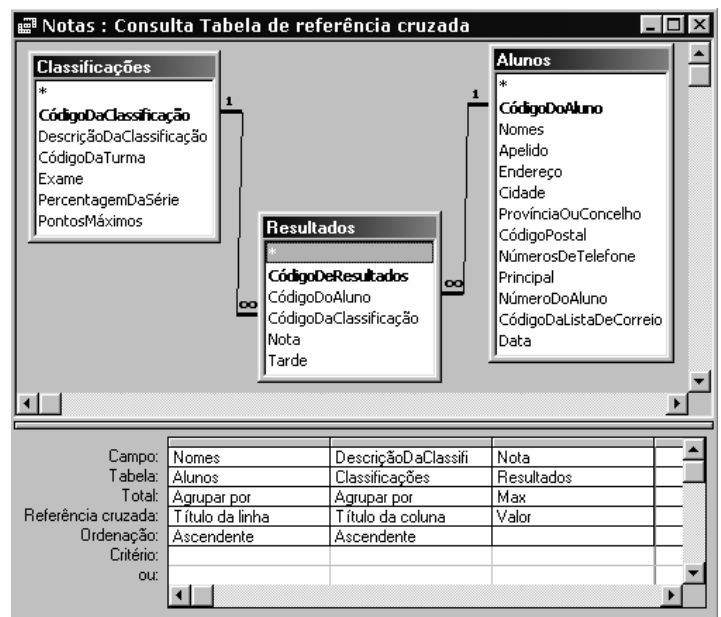 Notas : Consulta Tabela de referência cruzada
Classificações
*
CódigoDaClassificação
DescriçãoDaClassificação
CódigoDaTurma
Exame
PercentagemDaSérie
PontosMáximos
1
∞
Resultados
*
CódigoDeResultados
CódigoDoAluno
CódigoDaClassificação
Nota
Tarde
1
∞
Alunos
*
CódigoDoAluno
Nomes
Apelido
Endereço
Cidade
ProvínciaOuConcelho
CódigoPostal
NúmerosDeTelefone
Principal
NúmeroDoAluno
CódigoDaListaDeCorreio
Data
Campo: Nomes DescriçãoDaClassifi Nota
Tabela: Alunos Classificações Resultados
Total: Agrupar por Agrupar por Max
Referência cruzada: Título da linha Título da coluna Valor
Ordenação: Ascendente Ascendente
Critério:
ou: